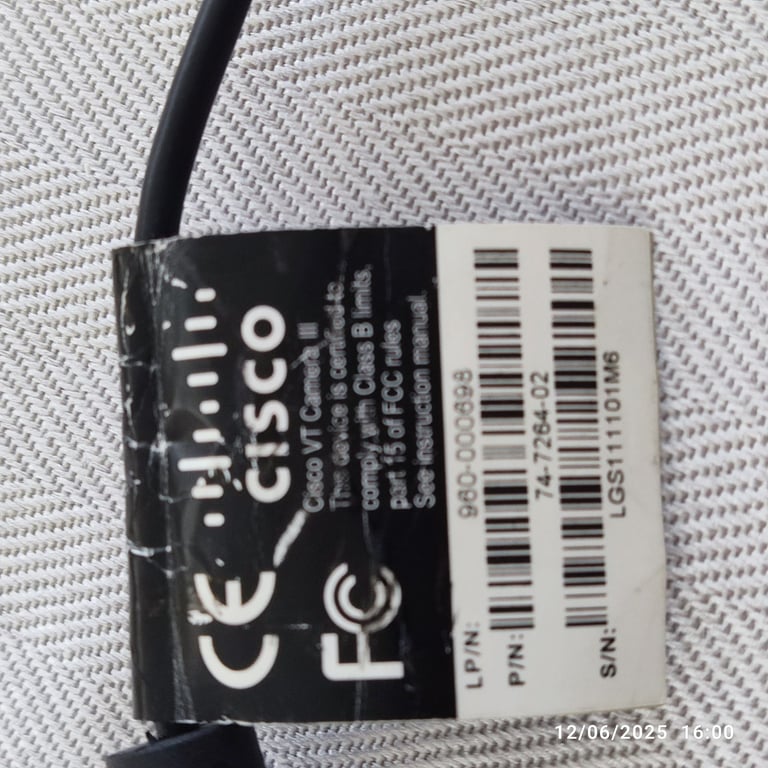 CISCO
Cisco VT Camera III
This device is certified to
comply with Class B limits,
part 15 of FCC rules
See instruction manual.
CE
FC
LP/N: 960-000698
P/N: 74-7264-02
S/N: LGS111101M6
12/06/2025 16:00